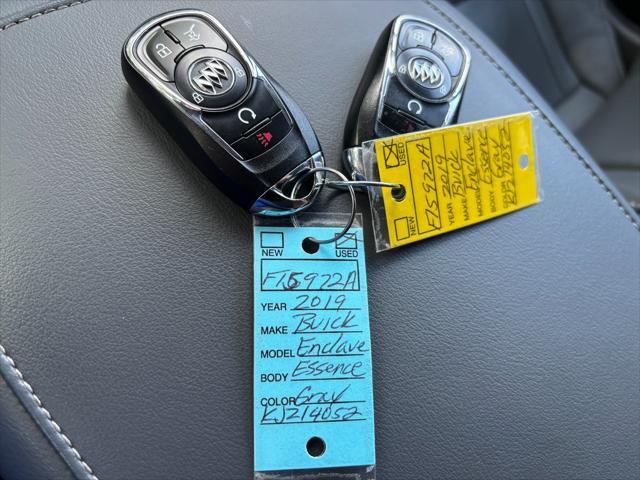 NEW USED
F15972A
YEAR 2019
MAKE Buick
MODEL Enclave
BODY Essence
COLOR Gray
KJ214052
NEW USED
F15972A
YEAR 2019
MAKE Buick
MODEL Enclave
BODY Essence
COLOR Gray